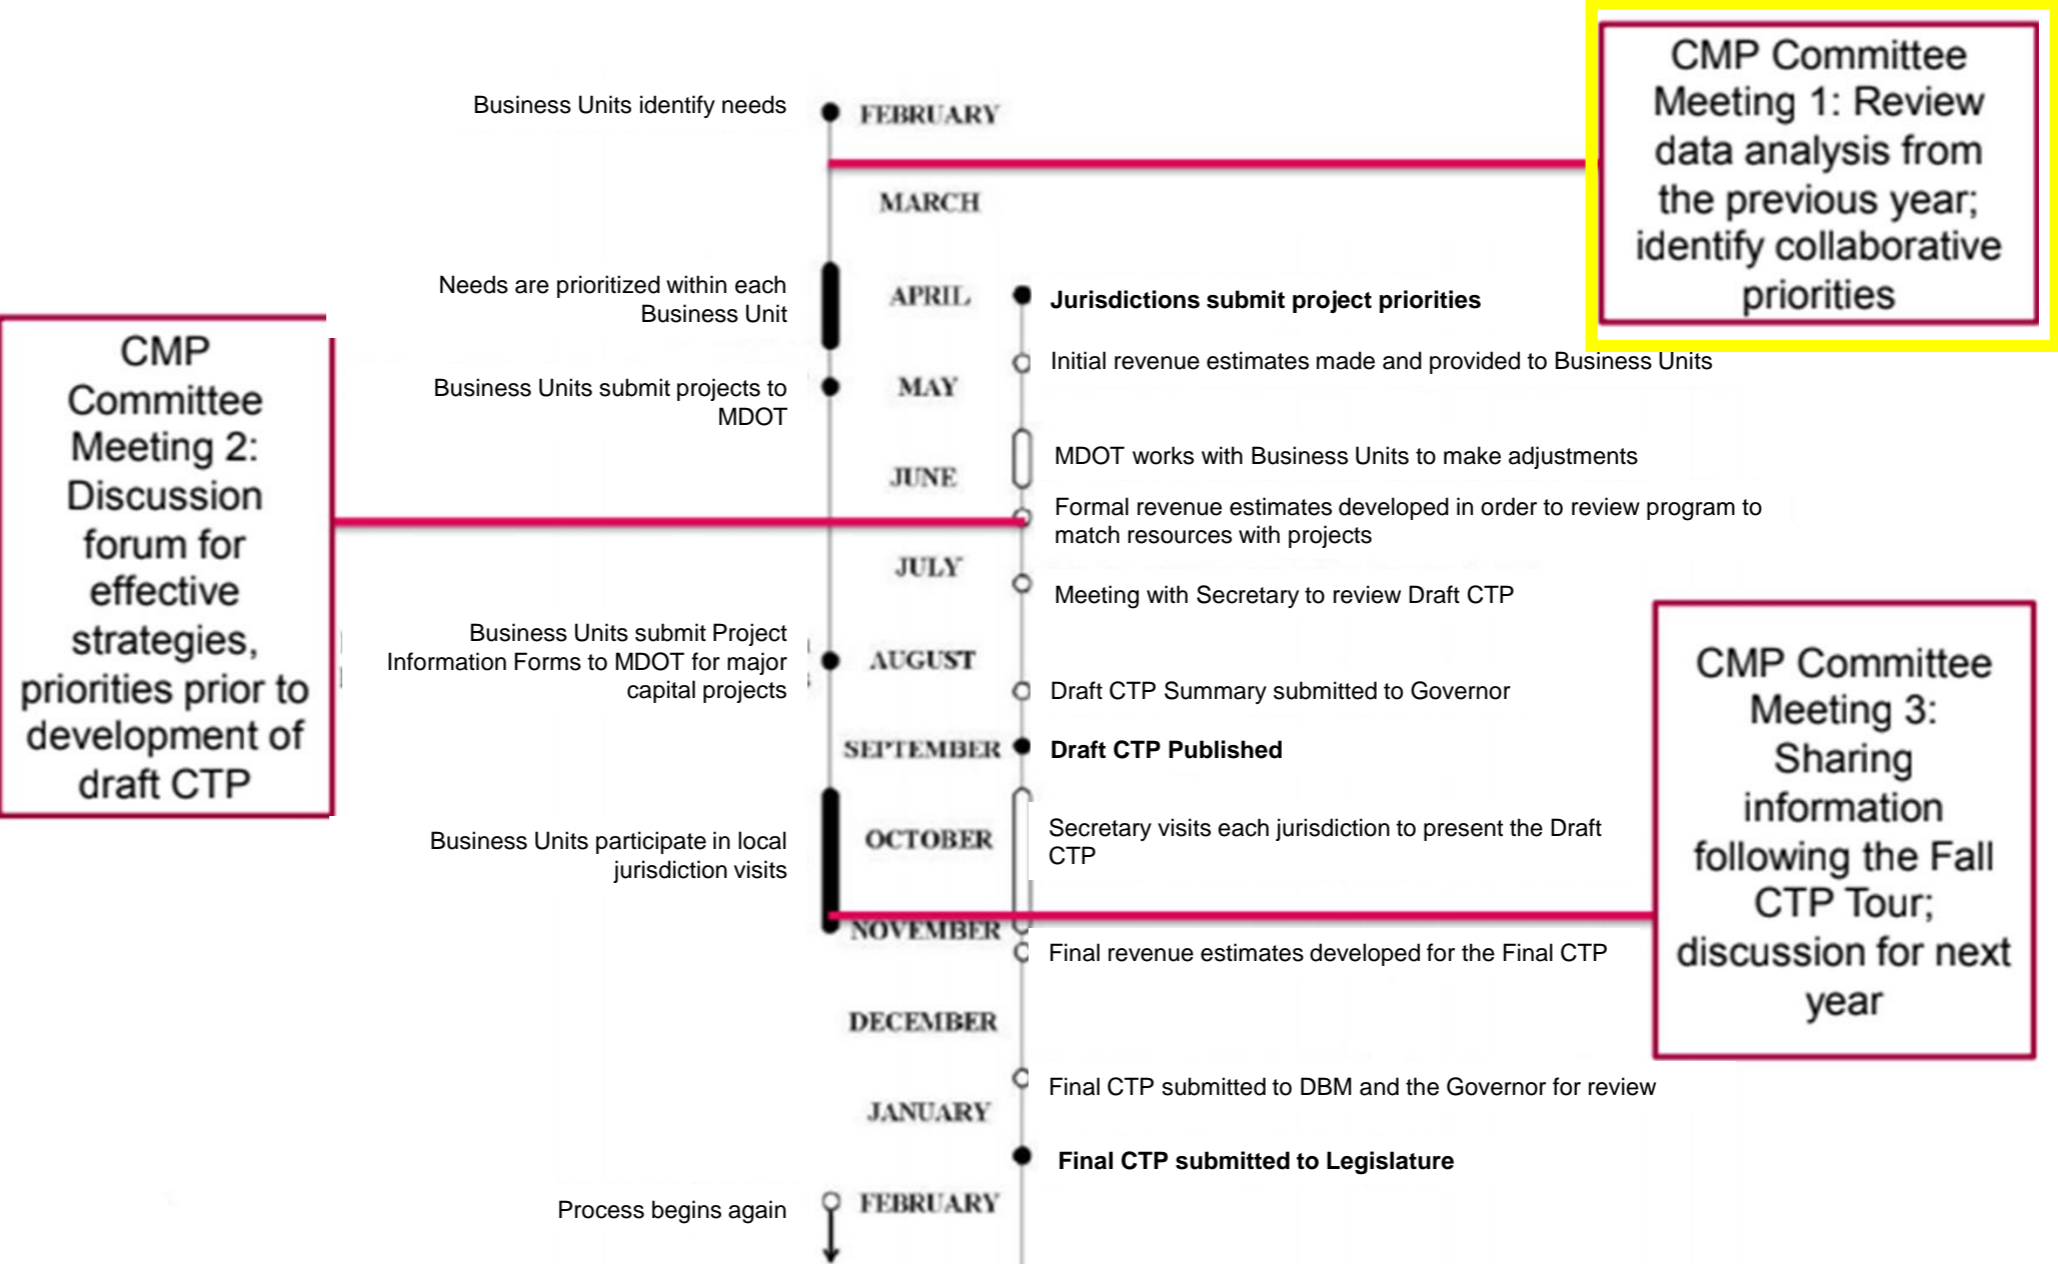 CMP Committee
Meeting 1: Review
data analysis from
the previous year;
identify collaborative
priorities
Business Units identify needs
FEBRUARY
MARCH
Needs are prioritized within each
Business Unit
APRIL
Jurisdictions submit project priorities
Initial revenue estimates made and provided to Business Units
Business Units submit projects to
MDOT
MAY
CMP
Committee
Meeting 2:
Discussion
forum for
effective
strategies,
priorities prior to
development of
draft CTP
MDOT works with Business Units to make adjustments
JUNE
Formal revenue estimates developed in order to review program to
match resources with projects
JULY
Meeting with Secretary to review Draft CTP
Business Units submit Project
Information Forms to MDOT for major
capital projects
AUGUST
Draft CTP Summary submitted to Governor
SEPTEMBER
Draft CTP Published
CMP Committee
Meeting 3:
Sharing
information
following the Fall
CTP Tour;
discussion for next
year
Business Units participate in local
jurisdiction visits
OCTOBER
Secretary visits each jurisdiction to present the Draft
CTP
NOVEMBER
Final revenue estimates developed for the Final CTP
DECEMBER
Final CTP submitted to DBM and the Governor for review
JANUARY
Final CTP submitted to Legislature
Process begins again
FEBRUARY